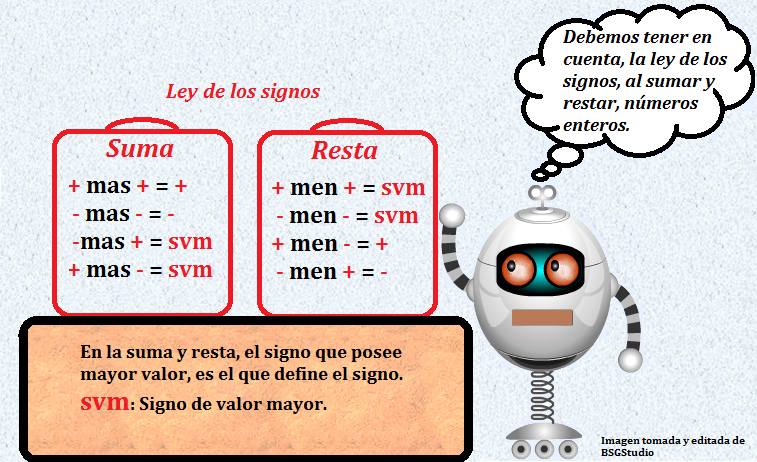 Debemos tener en
cuenta, la ley de los
signos, al sumar y
restar, números
enteros.
Ley de los signos
Suma
+ mas + = +
- mas - = -
-mas + = svm
+ mas - = svm
Resta
+ men + = svm
- men - = svm
+ men - = +
- men + = -
En la suma y resta, el signo que posee
mayor valor, es el que define el signo.
svm: Signo de valor mayor.
Imagen tomada y editada de
BSGStudio